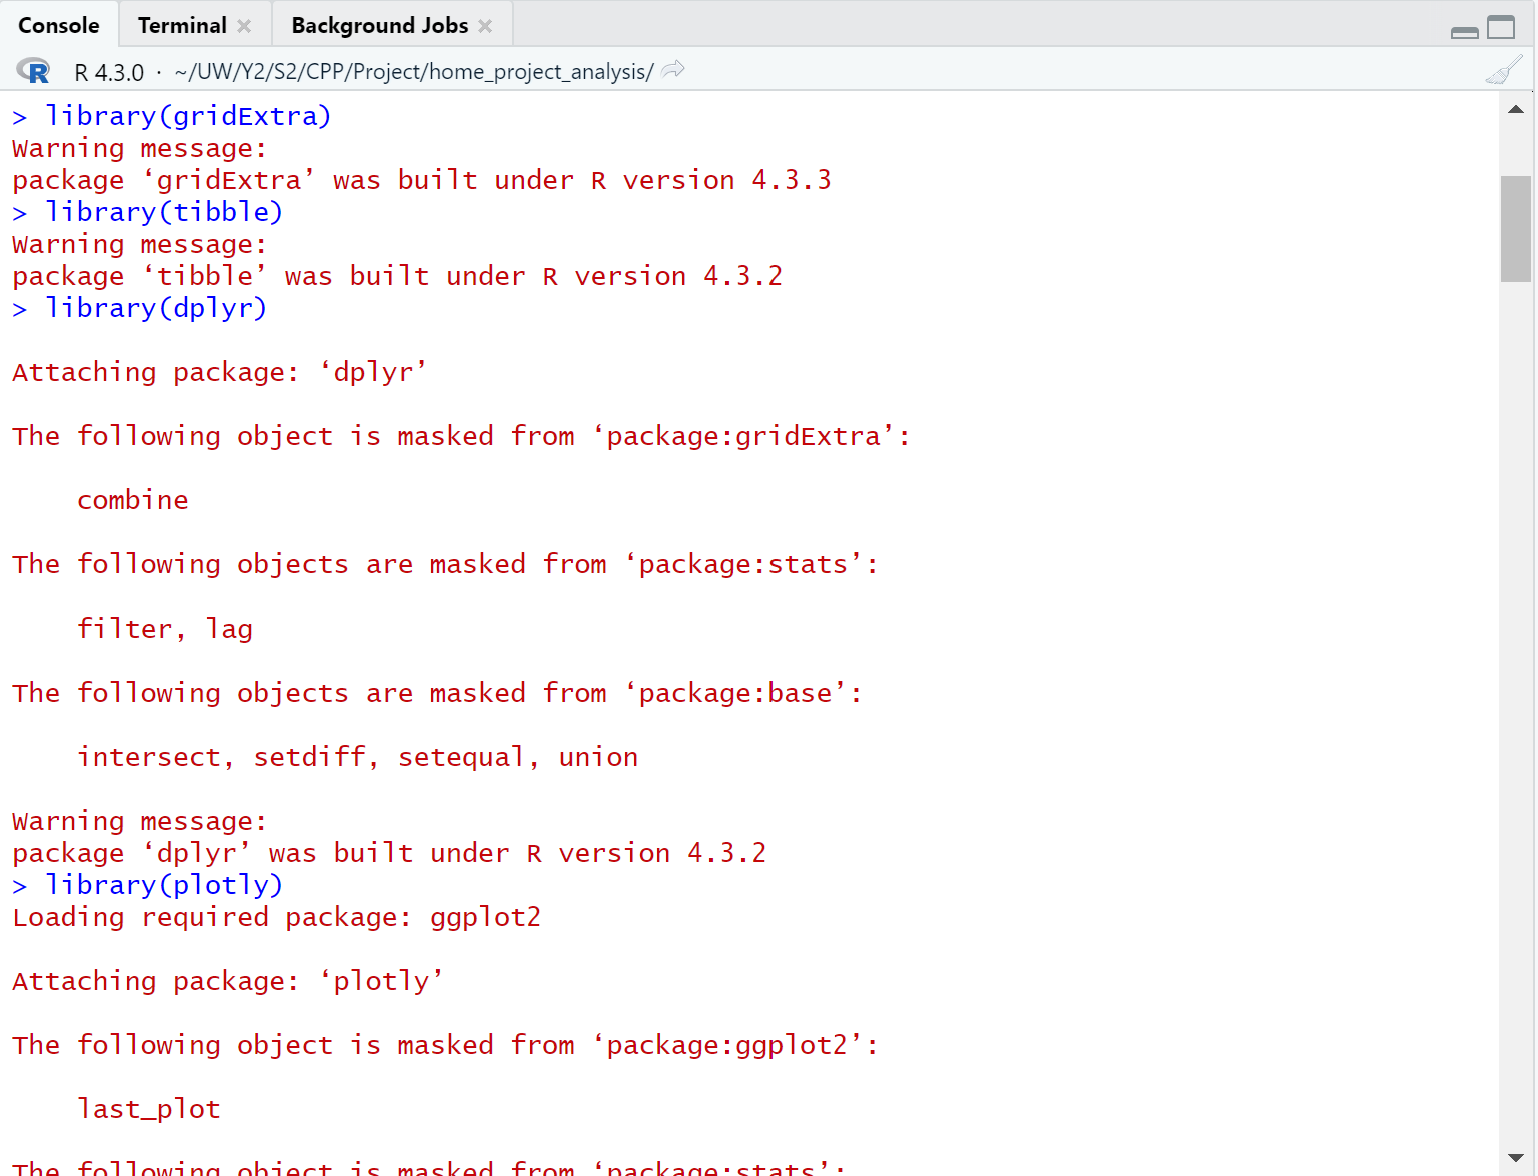 Console Terminal Background Jobs
R R 4.3.0 · ~/UW/Y2/S2/CPP/Project/home_project_analysis/
> library(gridExtra)
Warning message:
package ‘gridExtra’ was built under R version 4.3.3
> library(tibble)
Warning message:
package ‘tibble’ was built under R version 4.3.2
> library(dplyr)
Attaching package: ‘dplyr’
The following object is masked from ‘package:gridExtra’:
combine
The following objects are masked from ‘package:stats’:
filter, lag
The following objects are masked from ‘package:base’:
intersect, setdiff, setequal, union
Warning message:
package ‘dplyr’ was built under R version 4.3.2
> library(plotly)
Loading required package: ggplot2
Attaching package: ‘plotly’
The following object is masked from ‘package:ggplot2’:
last_plot
The following object is masked from ‘package:stats’: